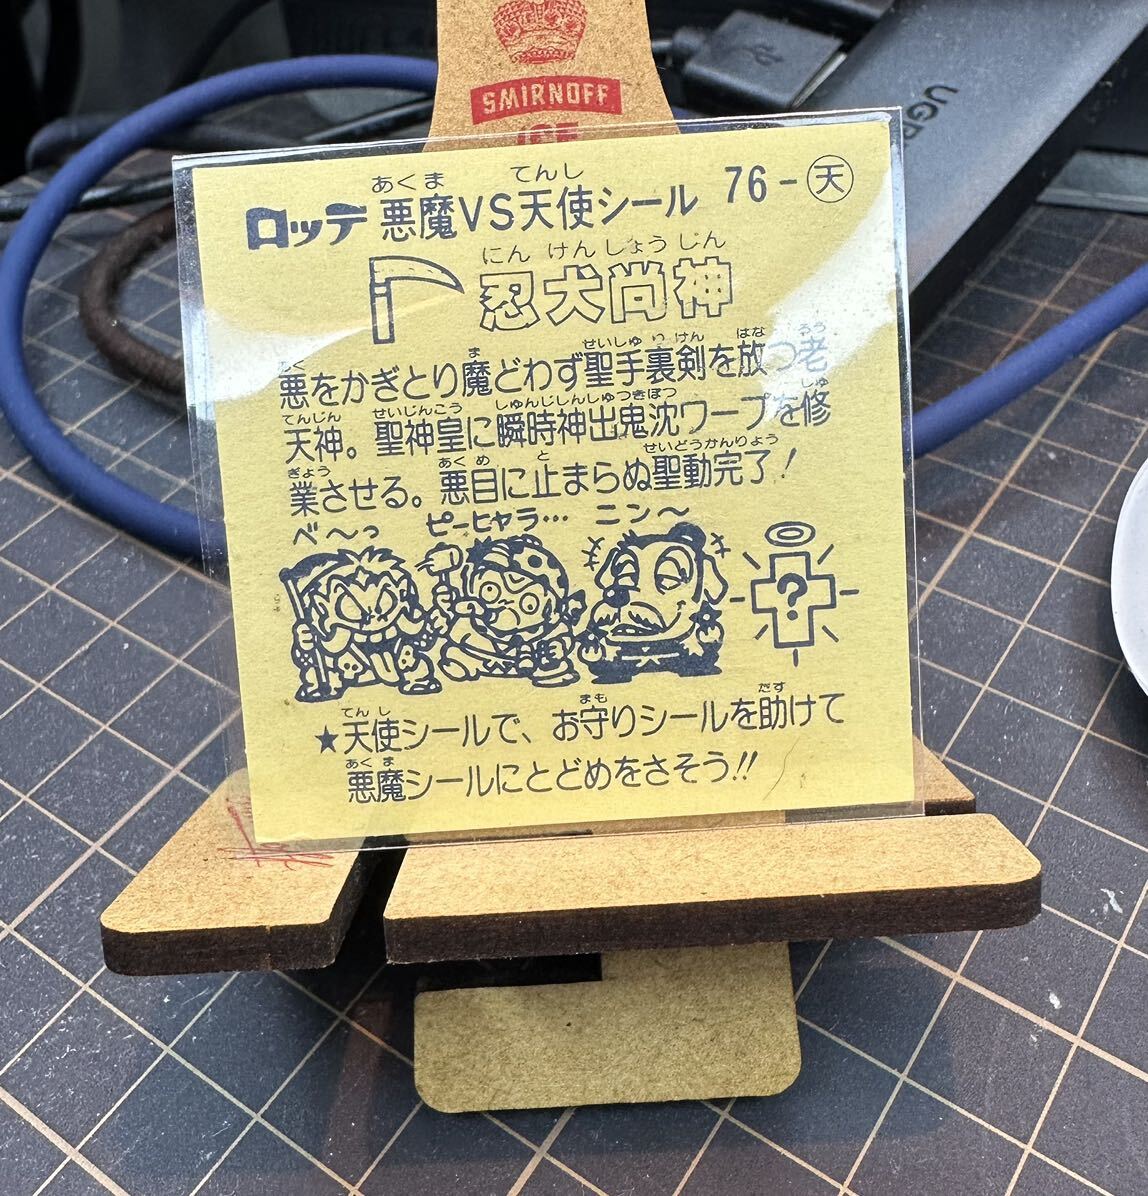 SMIRNOFF
ICE
UGR
あくま てんし
ロッテ 悪魔VS天使シール 76-天
にんけんしょうじん
忍犬尚神
あく ま せいしゅりけん はな ろう
悪をかぎとり魔どわず聖手裏剣を放つ老
てんじん せいじんこう しゅんじしんしゅつきぼつ しゅ
天神。聖神皇に瞬時神出鬼沈ワープを修
ぎょう あくめ と せいどうかんりょう
業させる。悪目に止まらぬ聖動完了!
べ〜っ ピーヒャラ… ニン〜
?
てんし まも たす
★天使シールで、お守りシールを助けて
あくま
悪魔シールにとどめをさそう!!